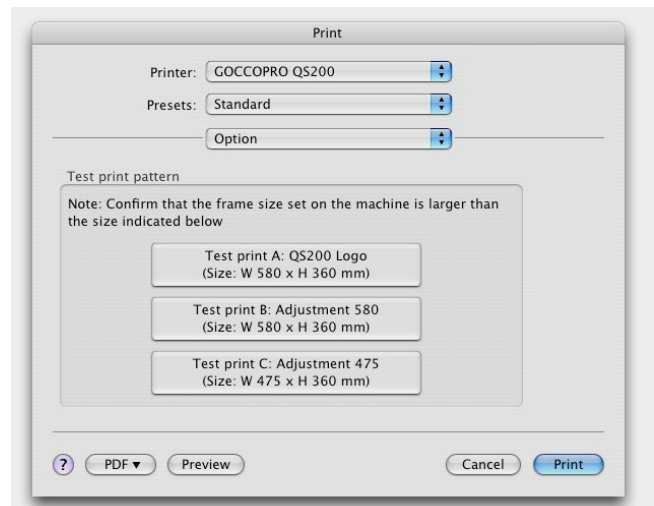 Print
Printer: GOCCOPRO QS200
Presets: Standard
Option
Test print pattern
Note: Confirm that the frame size set on the machine is larger than
the size indicated below
Test print A: QS200 Logo
(Size: W 580 x H 360 mm)
Test print B: Adjustment 580
(Size: W 580 x H 360 mm)
Test print C: Adjustment 475
(Size: W 475 x H 360 mm)
? PDF ▼ Preview Cancel Print